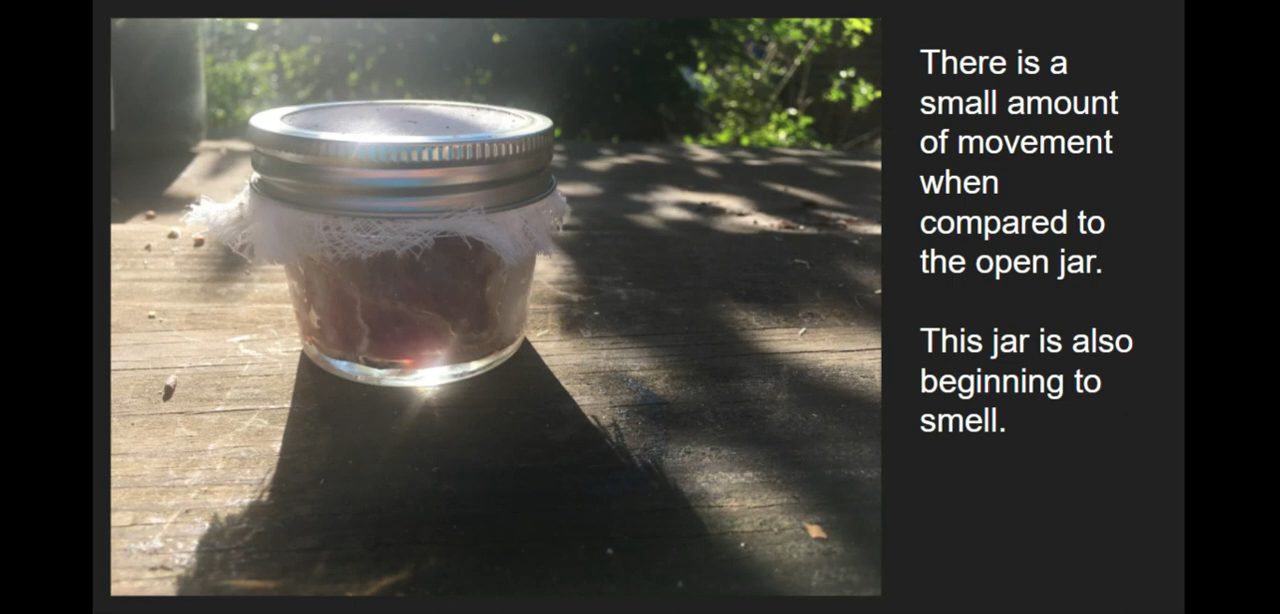 There is a
small amount
of movement
when
compared to
the open jar.
This jar is also
beginning to
smell.